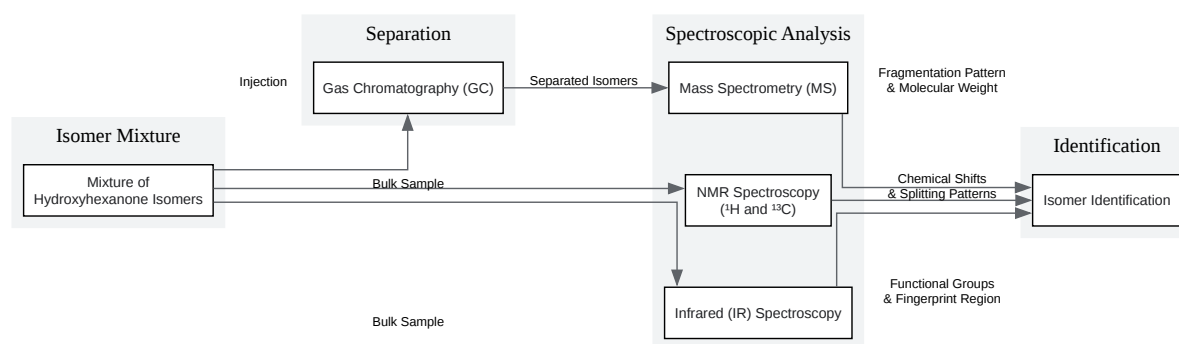 Isomer Mixture
Mixture of
Hydroxyhexanone Isomers
Injection
Bulk Sample
Bulk Sample
Separation
Gas Chromatography (GC)
Separated Isomers
Spectroscopic Analysis
Mass Spectrometry (MS)
NMR Spectroscopy
(¹H and ¹³C)
Infrared (IR) Spectroscopy
Fragmentation Pattern
& Molecular Weight
Chemical Shifts
& Splitting Patterns
Functional Groups
& Fingerprint Region
Identification
Isomer Identification